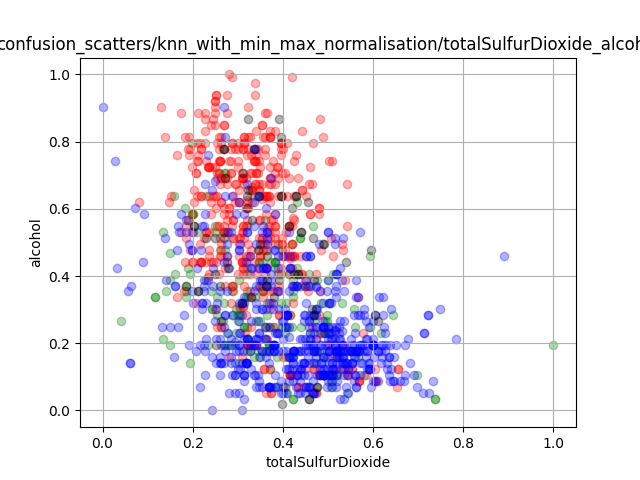 confusion_scatters/knn_with_min_max_normalisation/totalSulfurDioxide_alcoh
1.0
0.8
0.6
0.4
0.2
0.0
alcohol
0.0 0.2 0.4 0.6 0.8 1.0
totalSulfurDioxide